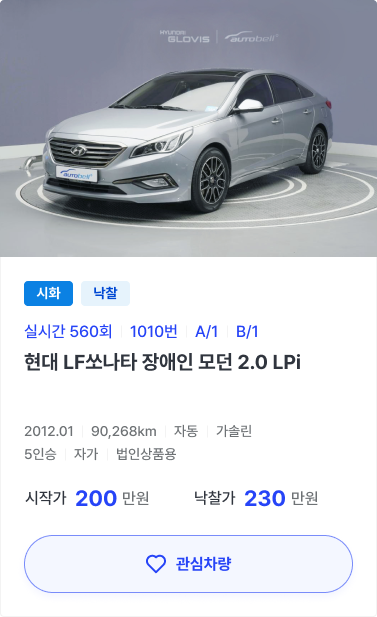 HYUNDAI
GLOVIS autobell
autobell
시화 낙찰
실시간 560회 1010번 A/1 B/1
현대 LF쏘나타 장애인 모던 2.0 LPi
2012.01 90,268km 자동 가솔린
5인승 자가 법인상품용
시작가 200 만원 낙찰가 230 만원
관심차량